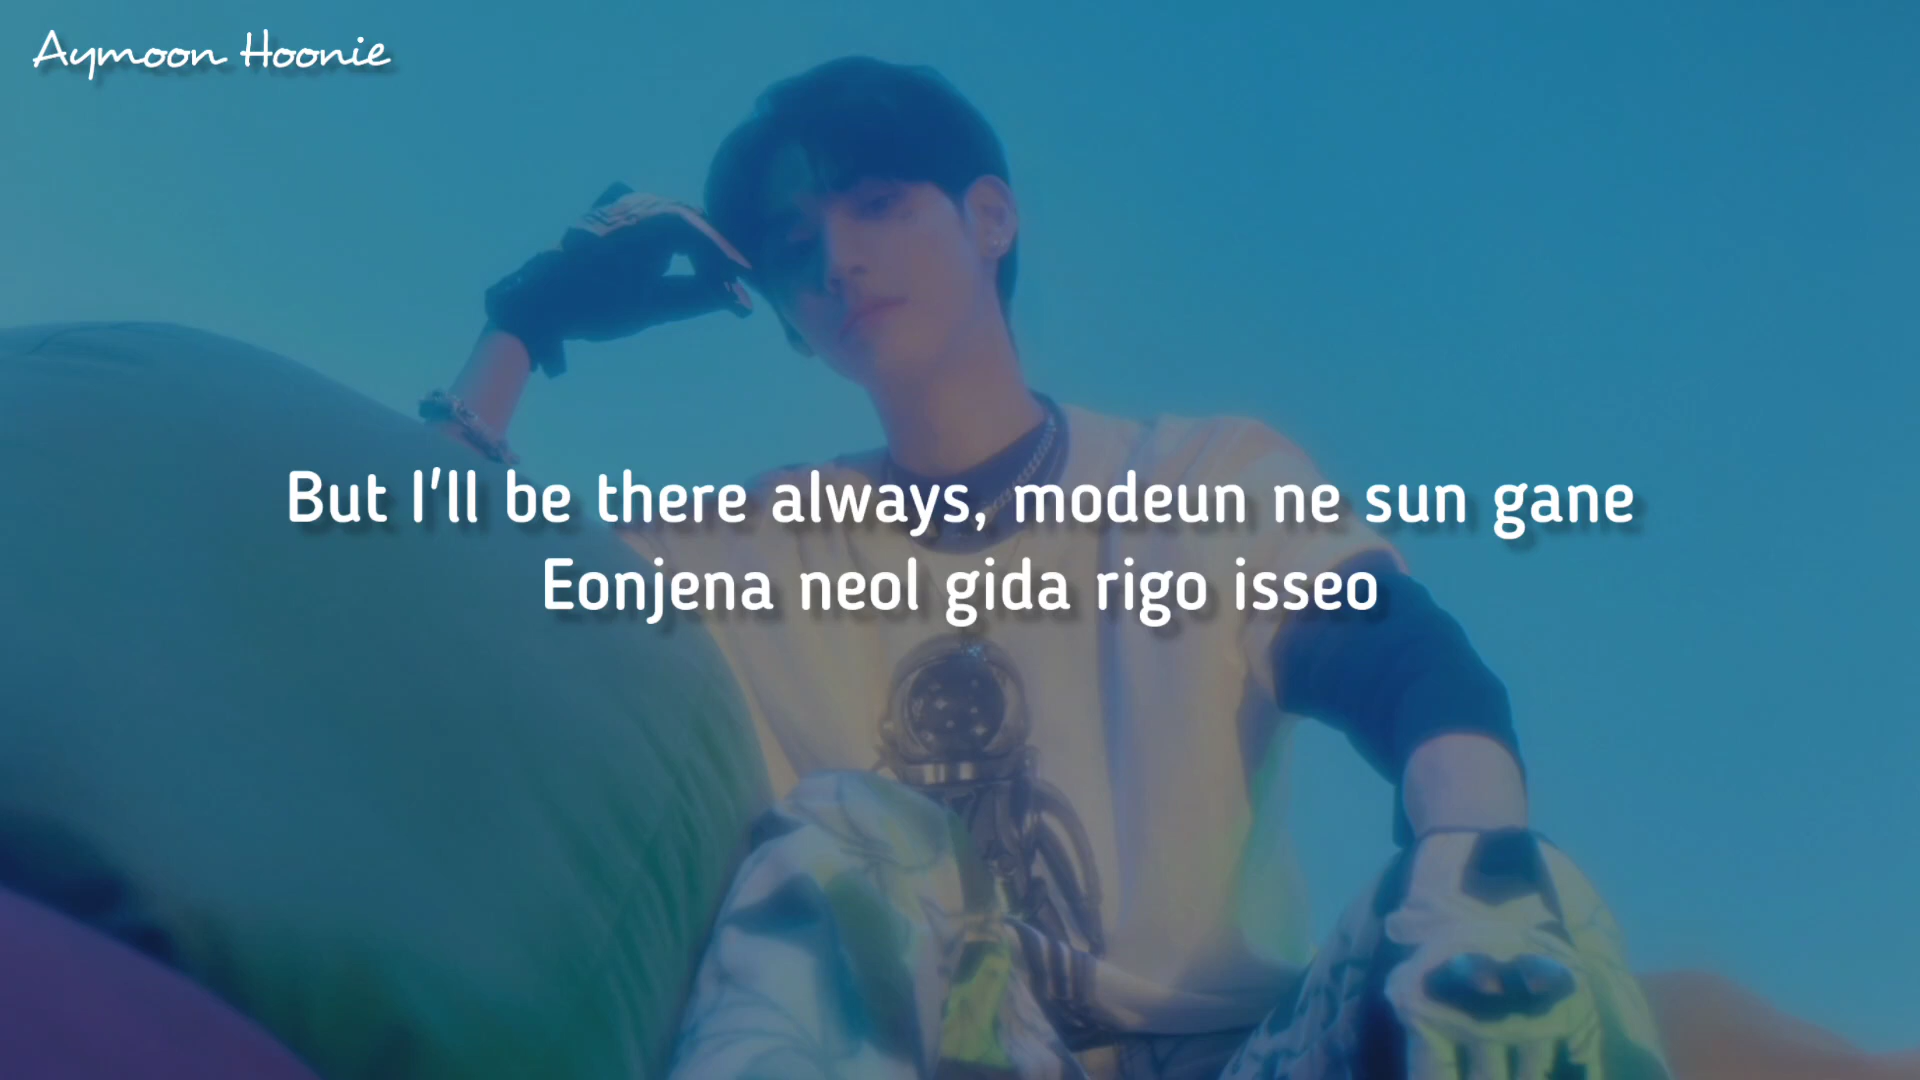 Aymoon Hoonie
But I'll be there always, modeun ne sun gane
Eonjena neol gida rigo isseo